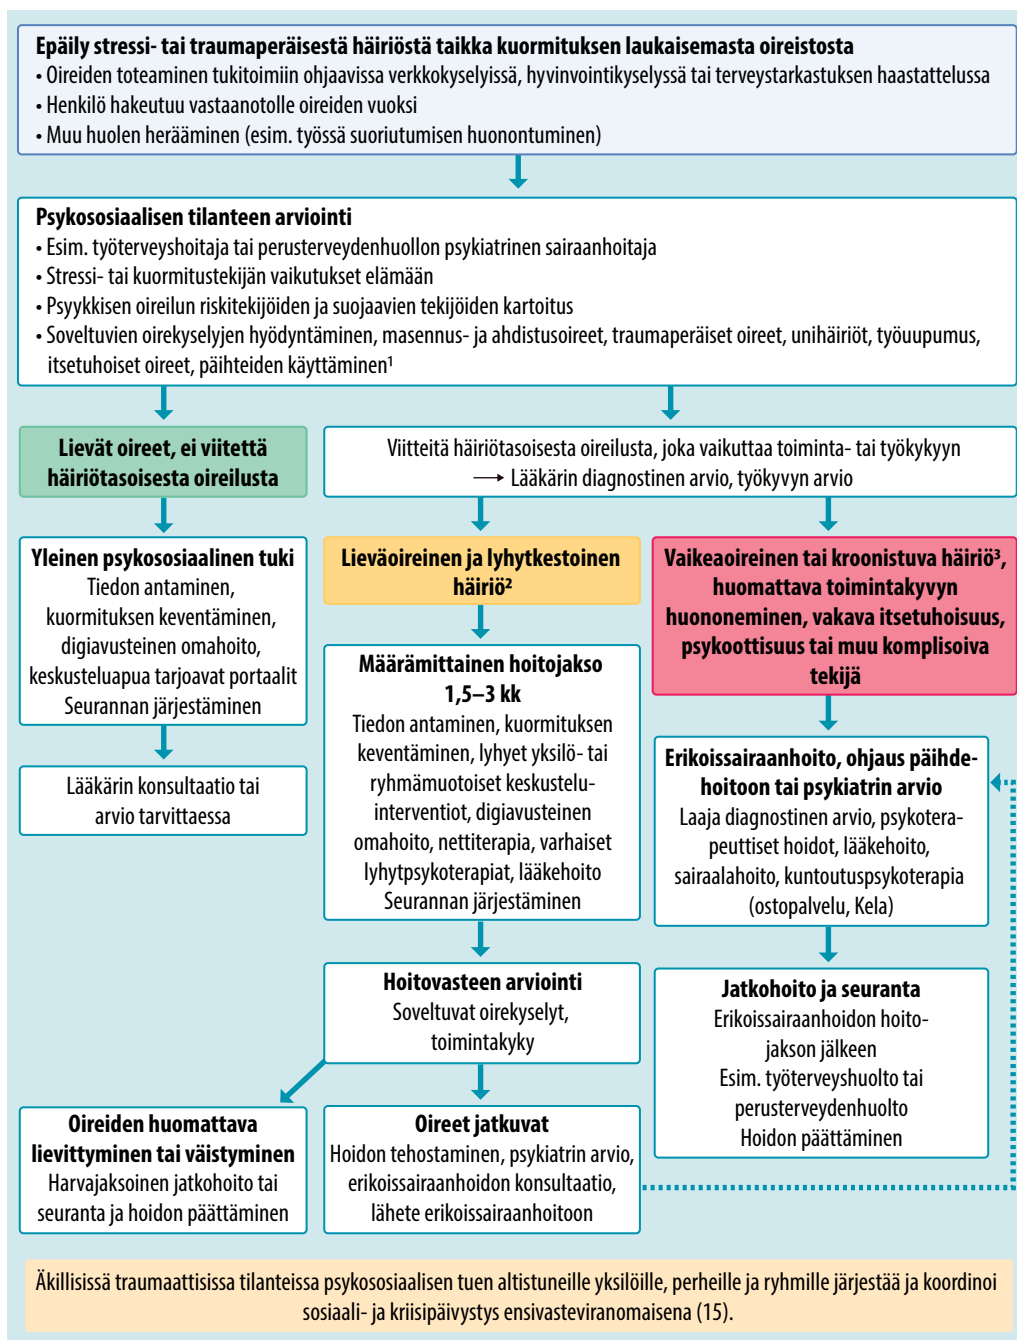 Epäily stressi- tai traumaperäisestä häiriöstä taikka kuormituksen laukaisemasta oireistosta
• Oireiden toteaminen tukitoimiin ohjaavissa verkkokyselyissä, hyvinvointikyselyssä tai terveystarkastuksen haastattelussa
• Henkilö hakeutuu vastaanotolle oireiden vuoksi
• Muu huolen herääminen (esim. työssä suoriutumisen huonontuminen)
Psykososiaalisen tilanteen arviointi
• Esim. työterveyshoitaja tai perusterveydenhuollon psykiatrinen sairaanhoitaja
• Stressi- tai kuormitustekijän vaikutukset elämään
• Psyykkisen oireilun riskitekijöiden ja suojaavien tekijöiden kartoitus
• Soveltuvien oirekyselyjen hyödyntäminen, masennus- ja ahdistusoireet, traumaperäiset oireet, unihäiriöt, työuupumus,
itsetuhoiset oireet, päihteiden käyttäminen¹
Lievät oireet, ei viitettä
häiriötasoisesta oireilusta
Viitteitä häiriötasoisesta oireilusta, joka vaikuttaa toiminta- tai työkykyyn
→ Lääkärin diagnostinen arvio, työkyvyn arvio
Yleinen psykososiaalinen tuki
Tiedon antaminen,
kuormituksen keventäminen,
digiavusteinen omahoito,
keskusteluapua tarjoavat portaalit
Seurannan järjestäminen
Lääkärin konsultaatio tai
arvio tarvittaessa
Lieväoireinen ja lyhytkestoinen
häiriö²
Määrämittainen hoitojakso
1,5–3 kk
Tiedon antaminen, kuormituksen
keventäminen, lyhyet yksilö- tai
ryhmämuotoiset keskustelu-
interventiot, digiavusteinen
omahoito, nettiterapia, varhaiset
lyhytpsykoterapiat, lääkehoito
Seurannan järjestäminen
Vaikeaoireinen tai kroonistuva häiriö³,
huomattava toimintakyvyn
huononeminen, vakava itsetuhoisuus,
psykoottisuus tai muu komplisoiva
tekijä
Erikoissairaanhoito, ohjaus päihde-
hoitoon tai psykiatrin arvio
Laaja diagnostinen arvio, psykotera-
peuttiset hoidot, lääkehoito,
sairaalahoito, kuntoutuspsykoterapia
(ostopalvelu, Kela)
Hoitovasteen arviointi
Soveltuvat oirekyselyt,
toimintakyky
Jatkohoito ja seuranta
Erikoissairaanhoidon hoito-
jakson jälkeen
Esim. työterveyshuolto tai
perusterveydenhuolto
Hoidon päättäminen
Oireiden huomattava
lievittyminen tai väistyminen
Harvajaksoinen jatkohoito tai
seuranta ja hoidon päättäminen
Oireet jatkuvat
Hoidon tehostaminen, psykiatrin arvio,
erikoissairaanhoidon konsultaatio,
lähete erikoissairaanhoitoon
Äkillisissä traumaattisissa tilanteissa psykososiaalisen tuen altistuneille yksilöille, perheille ja ryhmille järjestää ja koordinoi
sosiaali- ja kriisipäivystys ensivasteviranomaisena (15).